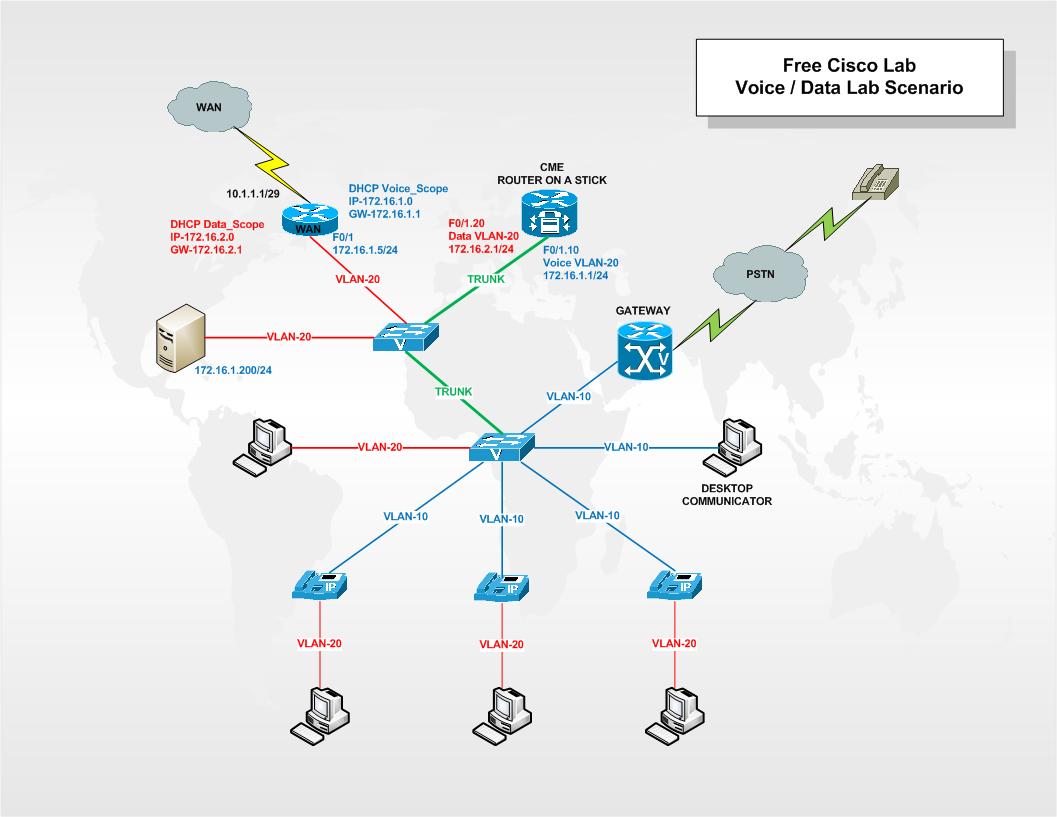 Free Cisco Lab
Voice / Data Lab Scenario
WAN
10.1.1.1/29
DHCP Voice_Scope
IP-172.16.1.0
GW-172.16.1.1
DHCP Data_Scope
IP-172.16.2.0
GW-172.16.2.1
WAN
F0/1
172.16.1.5/24
CME
ROUTER ON A STICK
F0/1.20
Data VLAN-20
172.16.2.1/24
F0/1.10
Voice VLAN-20
172.16.1.1/24
PSTN
VLAN-20
TRUNK
GATEWAY
V
VLAN-20
V
172.16.1.200/24
TRUNK
VLAN-10
VLAN-20
V
VLAN-10
DESKTOP
COMMUNICATOR
VLAN-10
VLAN-10
VLAN-10
IP
IP
IP
VLAN-20
VLAN-20
VLAN-20